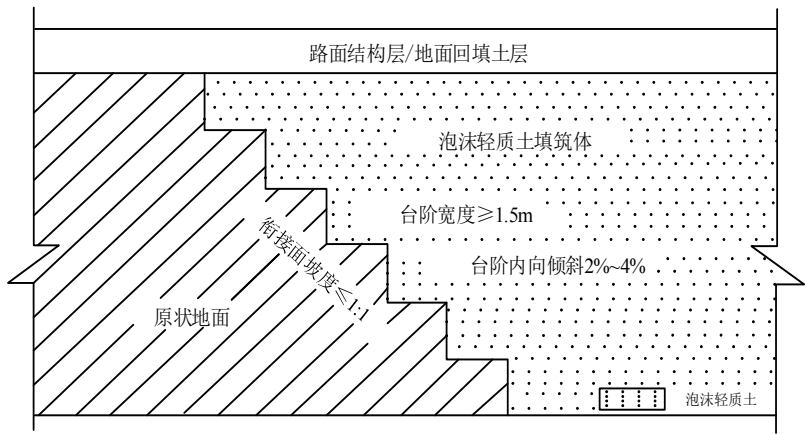 路面结构层/地面回填土层
泡沫轻质土填筑体
台阶宽度≥1.5m
衔接面坡度≤1:1
台阶内向倾斜2%~4%
原状地面
泡沫轻质土